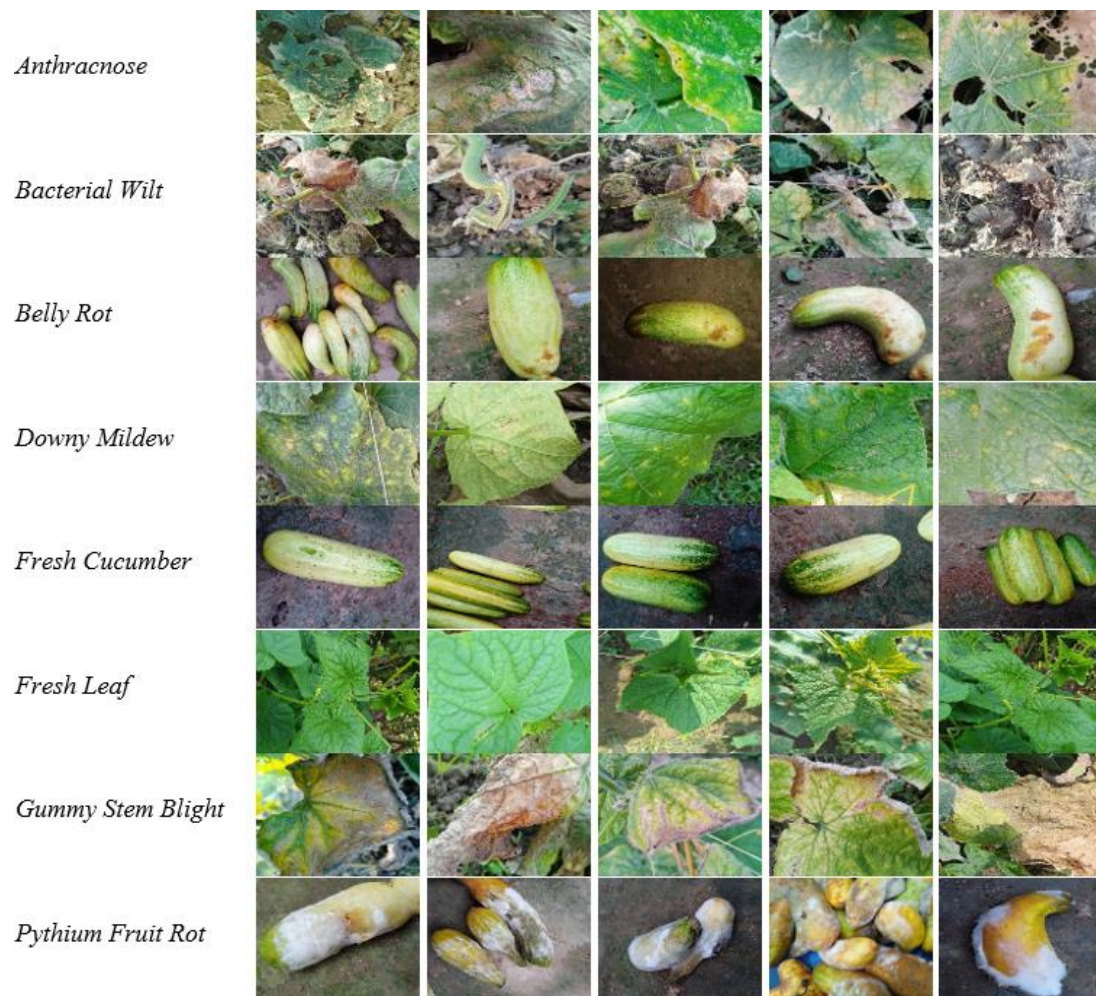 Anthracnose
Bacterial Wilt
Belly Rot
Downy Mildew
Fresh Cucumber
Fresh Leaf
Gummy Stem Blight
Pythium Fruit Rot